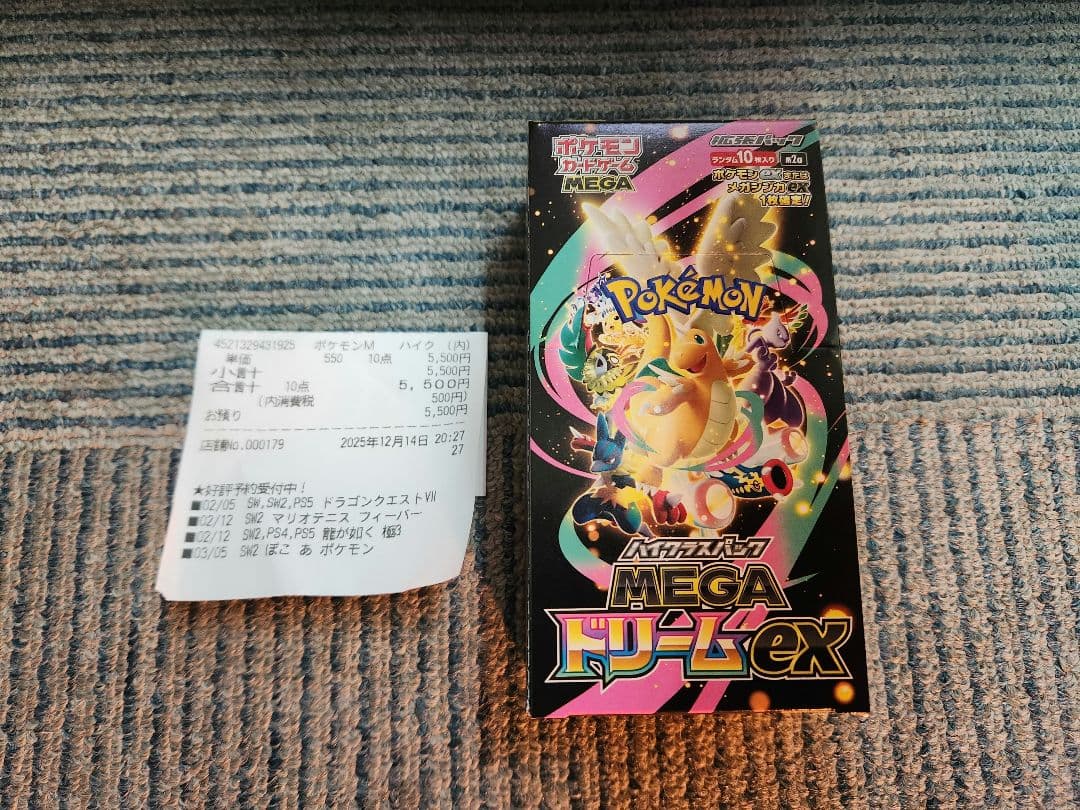 4521329431925 ポケモンM ハイク (内)
単価 550 10点 5,500円
小計 5,500円
合計 10点 5,500円
(内消費税 500円)
お預り 5,500円
店舗No.000179 2025年12月14日 20:27
27
★好評予約受付中!
■02/05 SW,SW2,PS5 ドラゴンクエストVII
■02/12 SW2 マリオテニス フィーバー
■02/12 SW2,PS4,PS5 龍が如く 極3
■03/05 SW2 ぽこ あ ポケモン
ポケモン
カードゲーム
MEGA
拡張パック
ランダム10枚入り
ポケモンexまたは
メガシンカex
1枚確定!
POKéMON
ハイクラスパック
MEGA
ドリームex